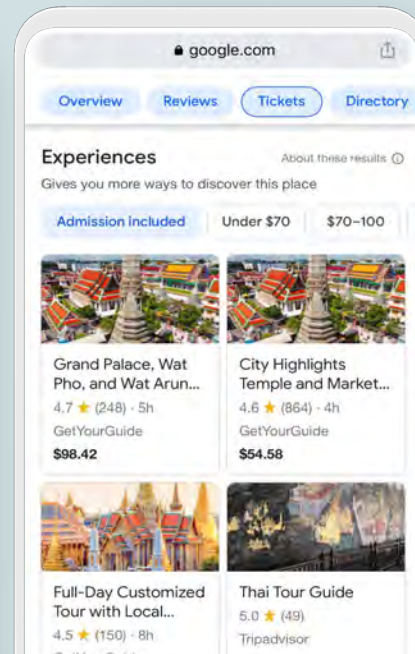 google.com
Overview Reviews Tickets Directory
Experiences About these results
Gives you more ways to discover this place
Admission included Under $70 $70–100
Grand Palace, Wat
Pho, and Wat Arun...
4.7 ★ (248) · 5h
GetYourGuide
$98.42
City Highlights
Temple and Market...
4.6 ★ (864) · 4h
GetYourGuide
$54.58
Full-Day Customized
Tour with Local...
4.5 ★ (150) · 8h
Thai Tour Guide
5.0 ★ (49)
Tripadvisor